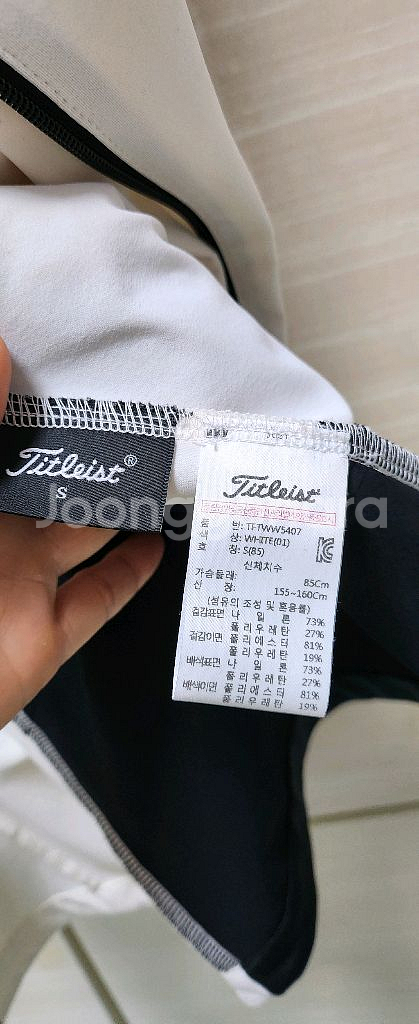 Titleist®
S
Titleist
품 번: TFTWW5407
색 상: WHITE(01)
호 칭: S(85)
신체치수
가슴둘레: 85Cm
신 장: 155~160Cm
(섬유의 조성 및 혼용률)
겉감표면 나 일 론 73%
폴 리 우 레 탄 27%
겉감이면 폴 리 에 스 터 81%
폴 리 우 레 탄 19%
배색표면 나 일 론 73%
폴 리 우 레 탄 27%
배색이면 폴 리 에 스 터 81%
폴 리 우 레 탄 19%